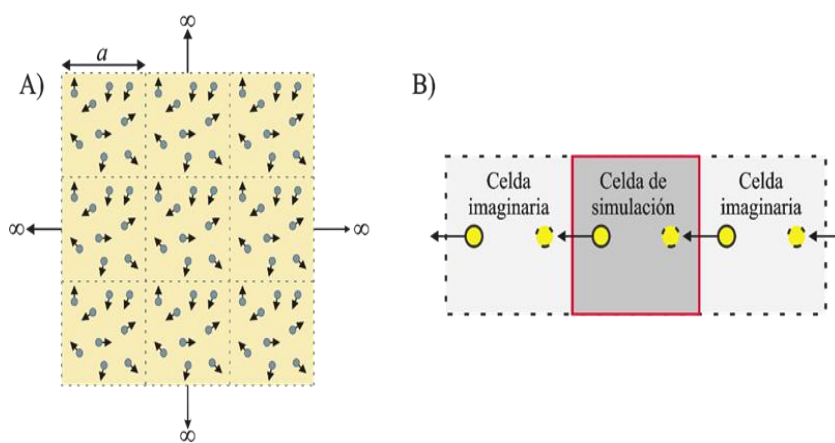 ∞
a
A)
B)
Celda imaginaria
Celda de simulación
Celda imaginaria
∞
∞
∞